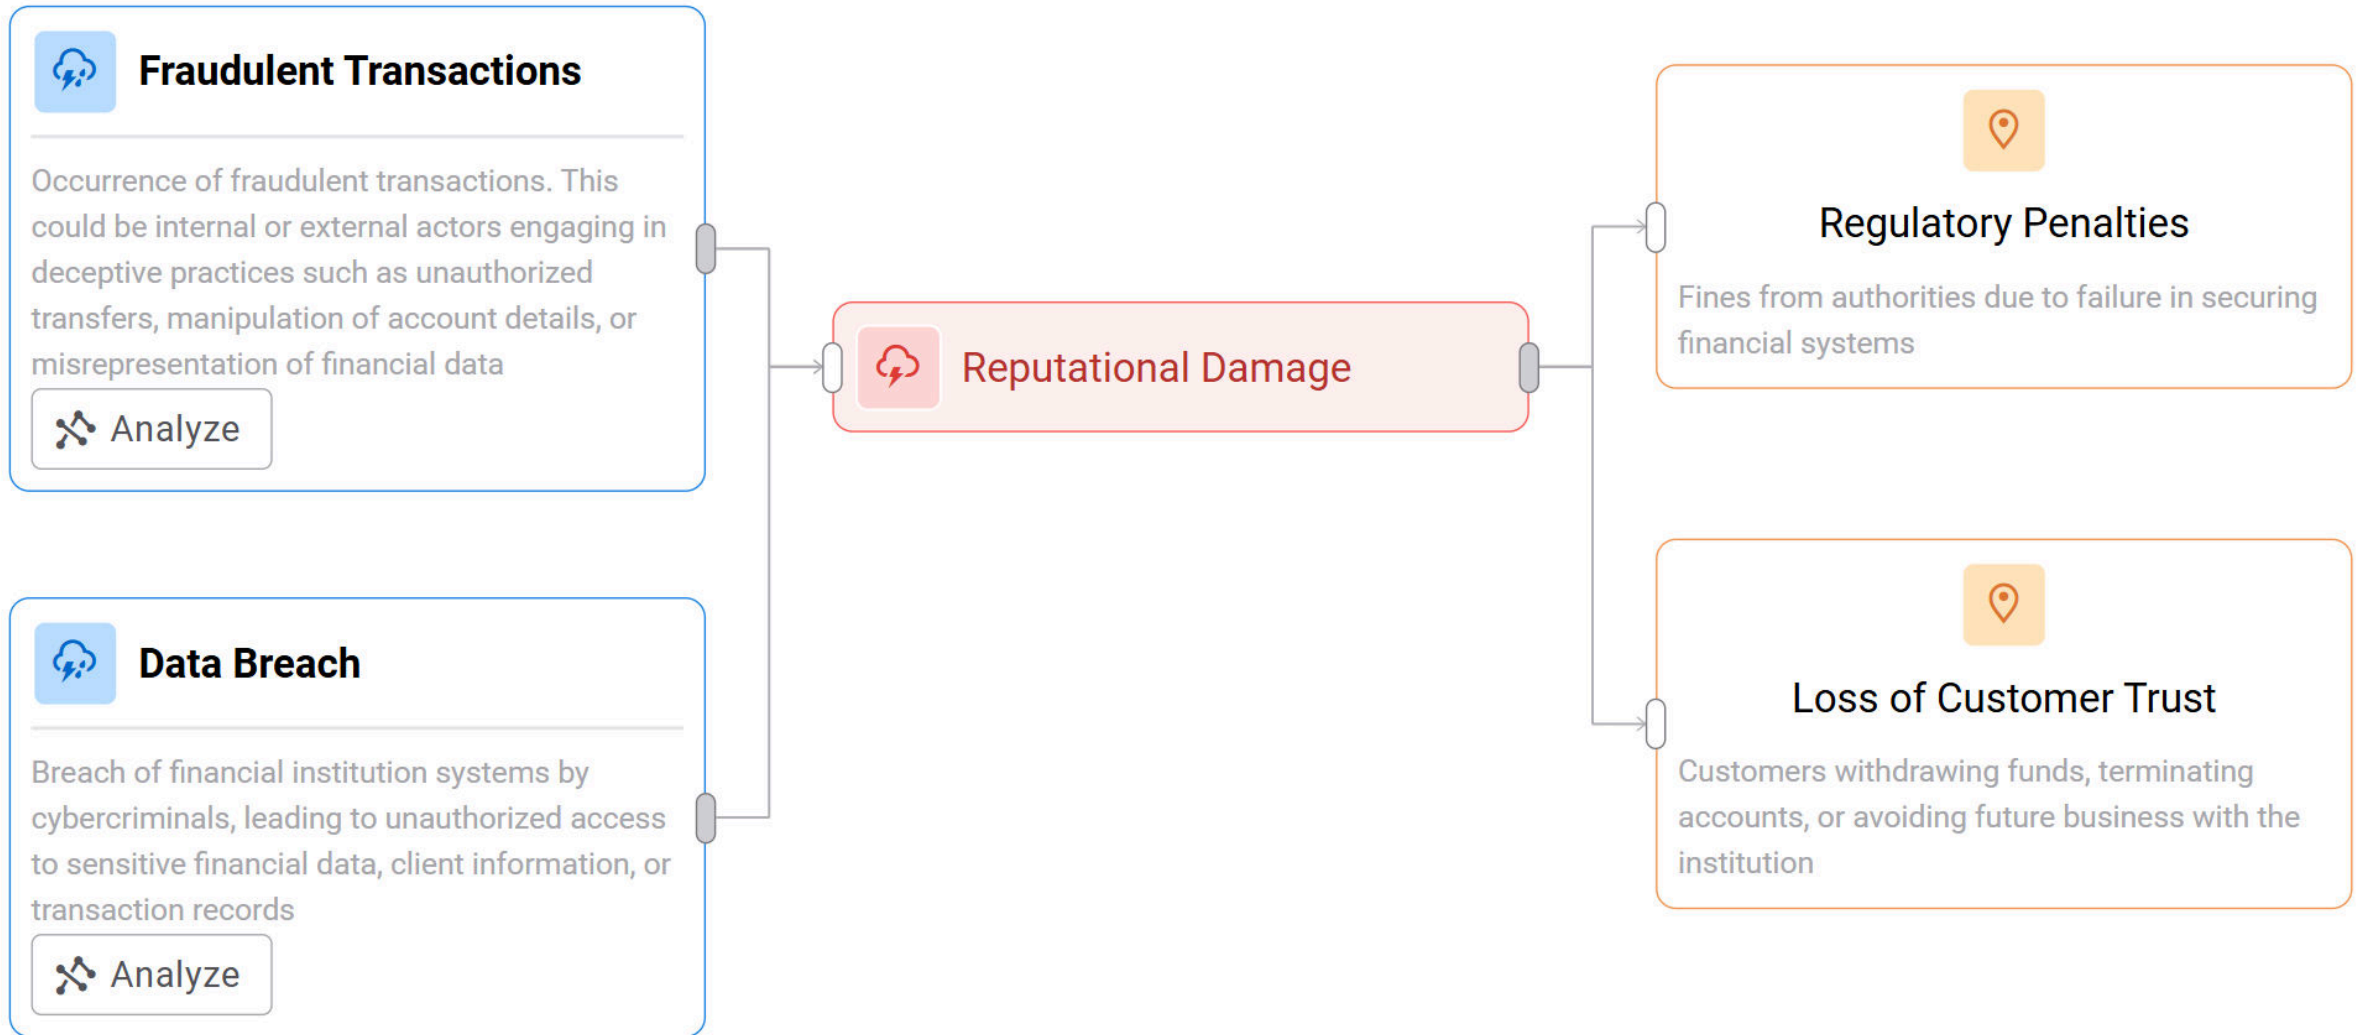 Fraudulent Transactions
Occurrence of fraudulent transactions. This
could be internal or external actors engaging in
deceptive practices such as unauthorized
transfers, manipulation of account details, or
misrepresentation of financial data
Analyze
Data Breach
Breach of financial institution systems by
cybercriminals, leading to unauthorized access
to sensitive financial data, client information, or
transaction records
Analyze
Reputational Damage
Regulatory Penalties
Fines from authorities due to failure in securing
financial systems
Loss of Customer Trust
Customers withdrawing funds, terminating
accounts, or avoiding future business with the
institution